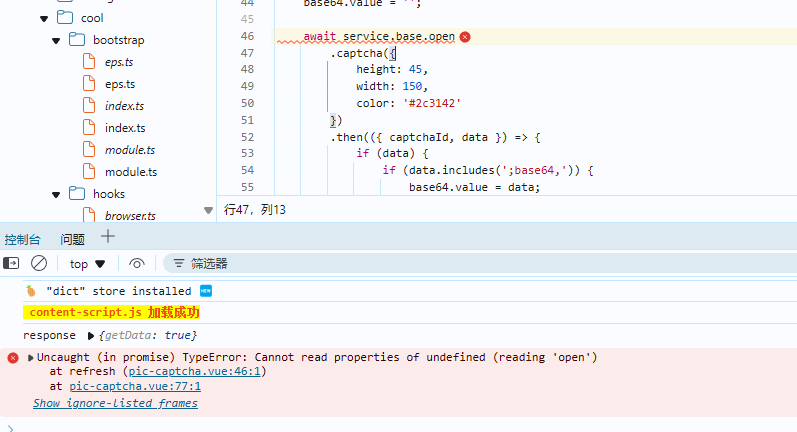 cool
bootstrap
eps.ts
eps.ts
index.ts
index.ts
module.ts
module.ts
hooks
browser.ts
44 base64.value = '';
45
46 await service.base.open
47 .captcha({
48 height: 45,
49 width: 150,
50 color: '#2c3142'
51 })
52 .then(({ captchaId, data }) => {
53 if (data) {
54 if (data.includes(';base64,')) {
55 base64.value = data;
行47，列13
控制台 问题
top 筛选器
"dict" store installed NEW
content-script.js 加载成功
response {getData: true}
Uncaught (in promise) TypeError: Cannot read properties of undefined (reading 'open')
at refresh (pic-captcha.vue:46:1)
at pic-captcha.vue:77:1
Show ignore-listed frames